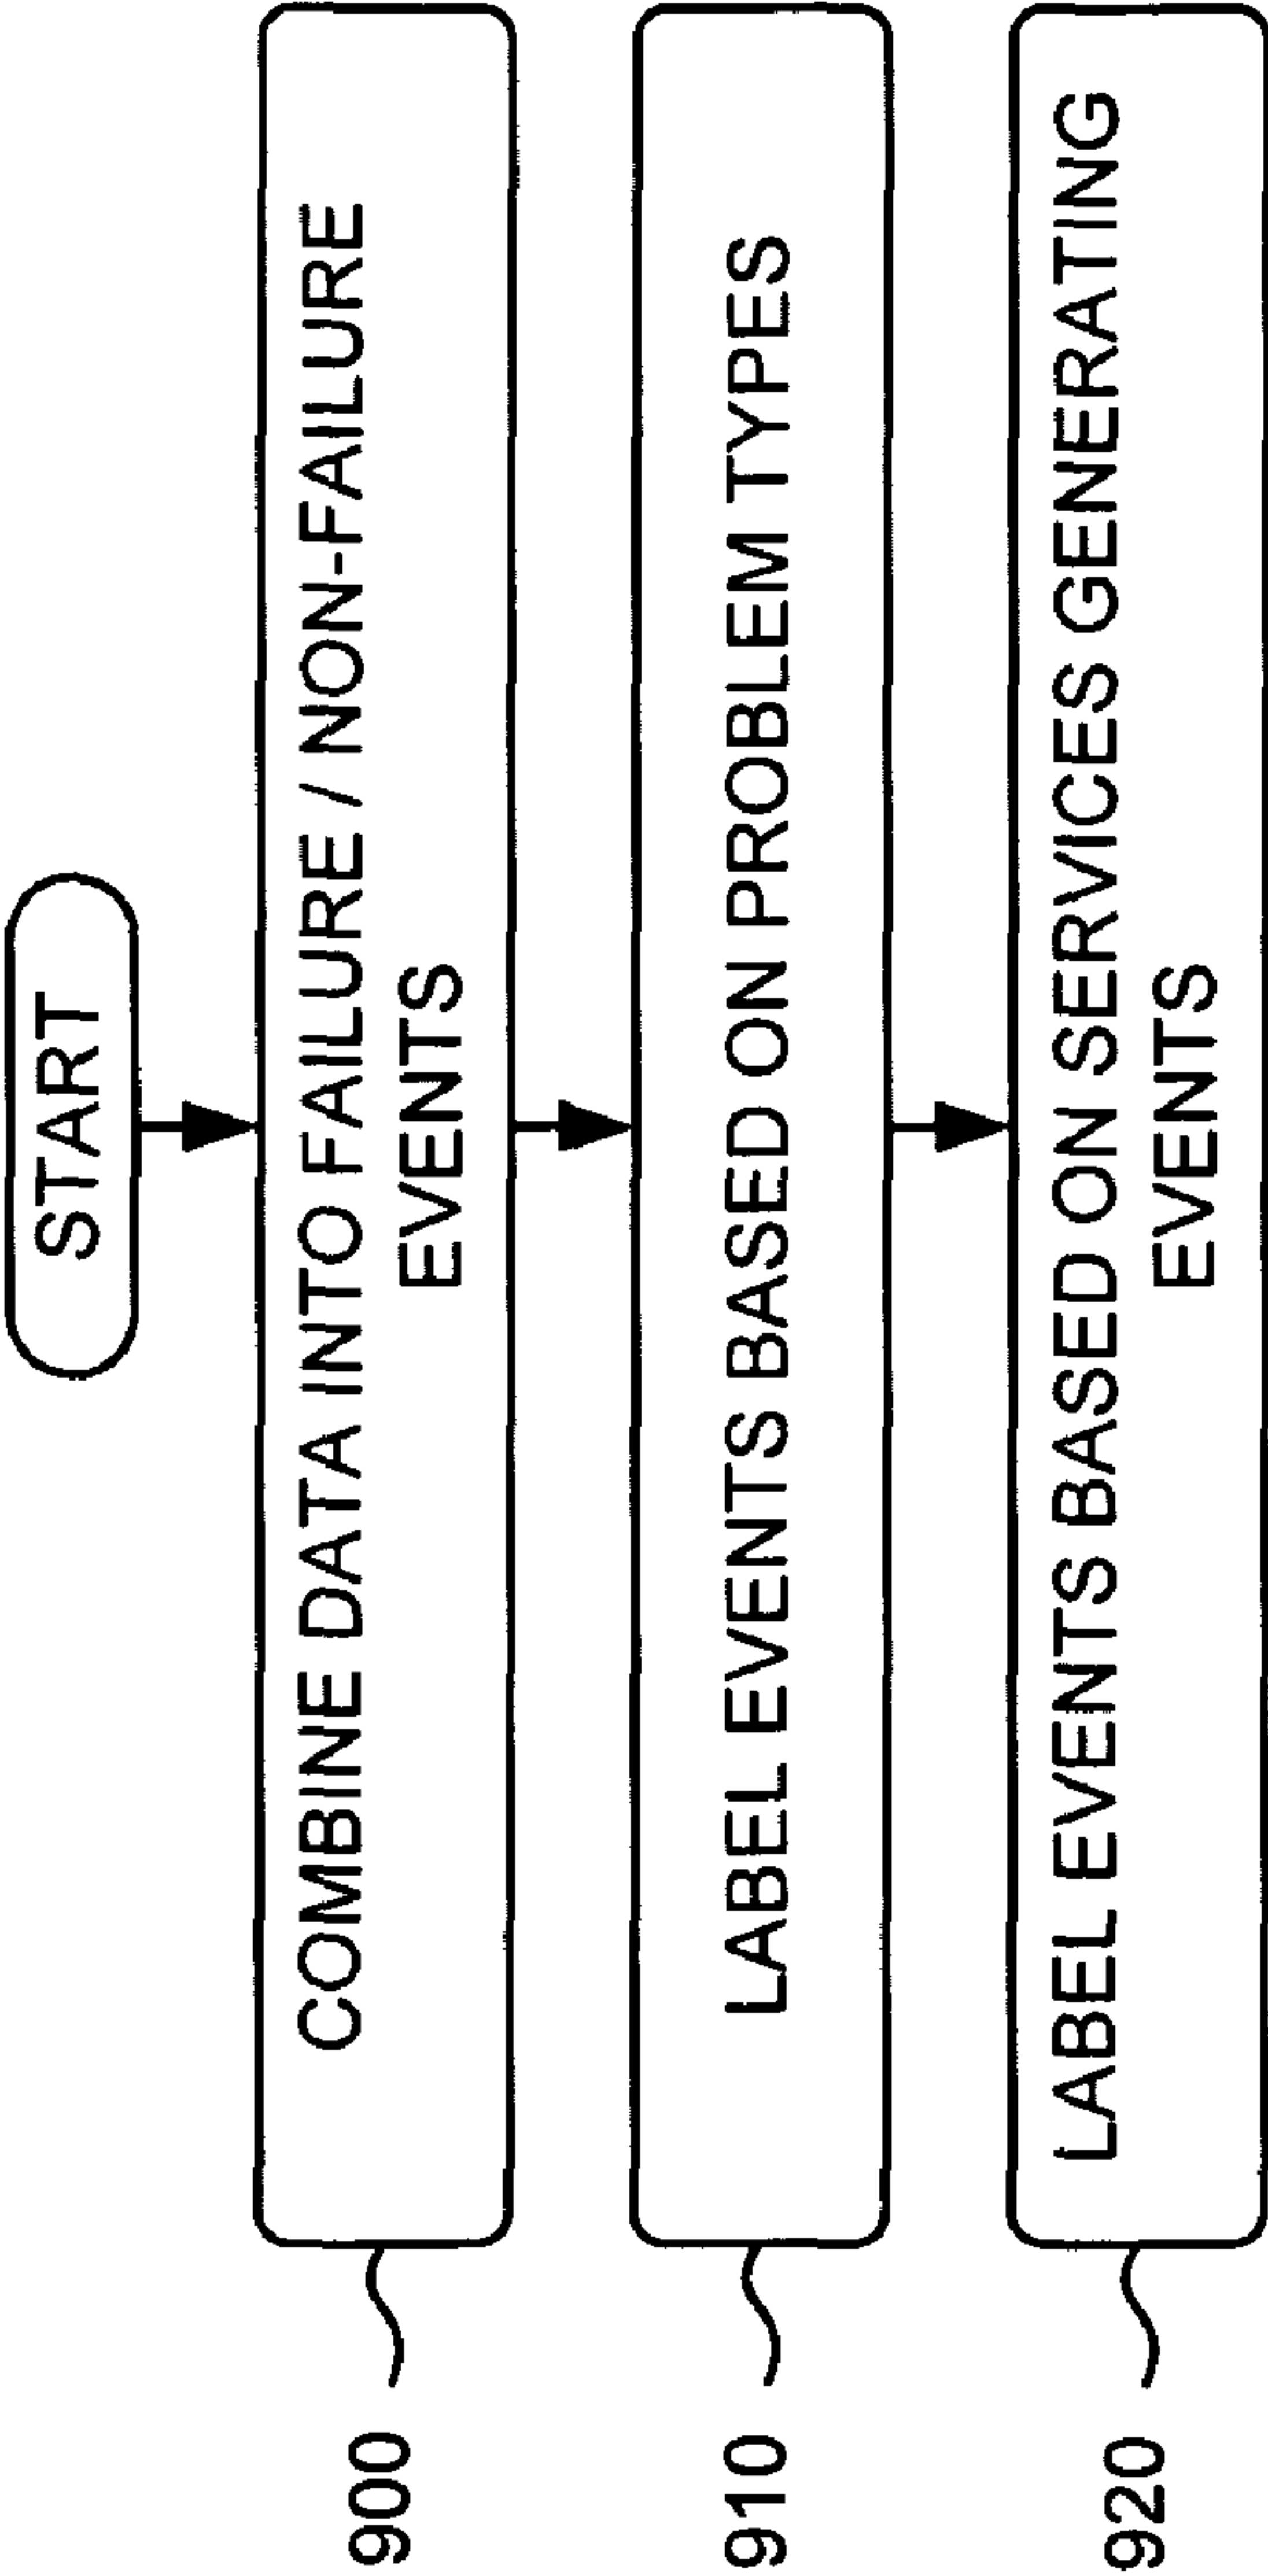 START
900
COMBINE DATA INTO FAILURE / NON-FAILURE
EVENTS
910
LABEL EVENTS BASED ON PROBLEM TYPES
920
LABEL EVENTS BASED ON SERVICES GENERATING
EVENTS